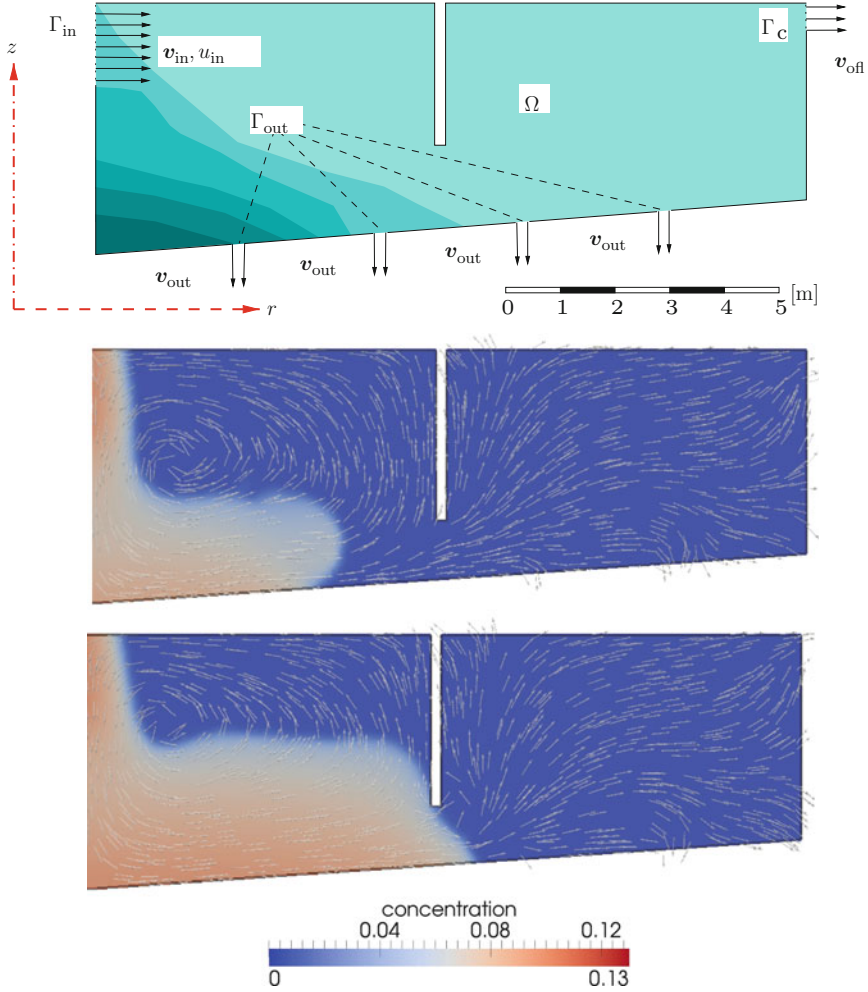 Γin
Γc
z
vin, uin
vofl
Γout
Ω
vout
vout
vout
vout
r
0 1 2 3 4 5 [m]
concentration
0.04 0.08 0.12
0 0.13